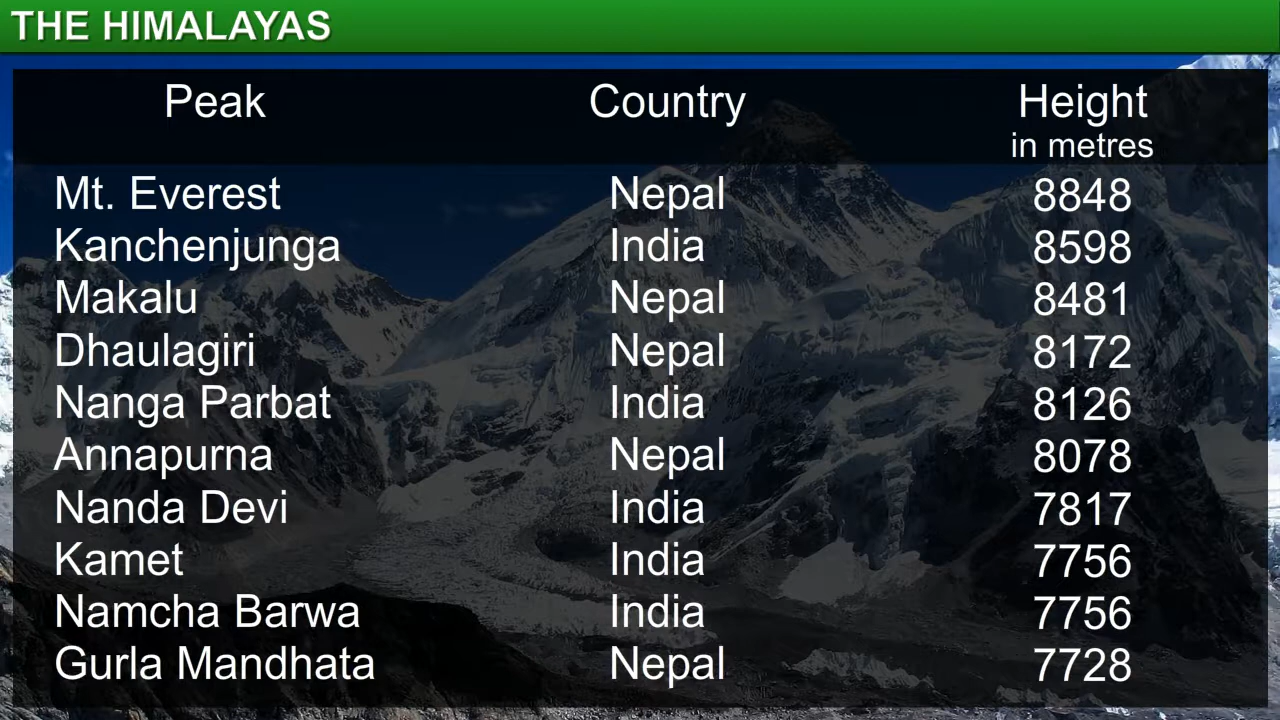 THE HIMALAYAS
Peak Country Height
in metres
Mt. Everest Nepal 8848
Kanchenjunga India 8598
Makalu Nepal 8481
Dhaulagiri Nepal 8172
Nanga Parbat India 8126
Annapurna Nepal 8078
Nanda Devi India 7817
Kamet India 7756
Namcha Barwa India 7756
Gurla Mandhata Nepal 7728